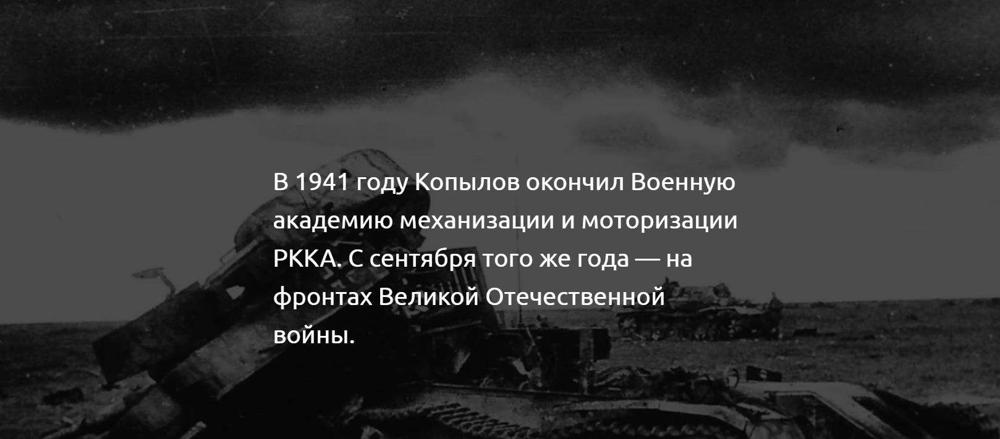 В 1941 году Копылов окончил Военную
академию механизации и моторизации
РККА. С сентября того же года — на
фронтах Великой Отечественной
войны.